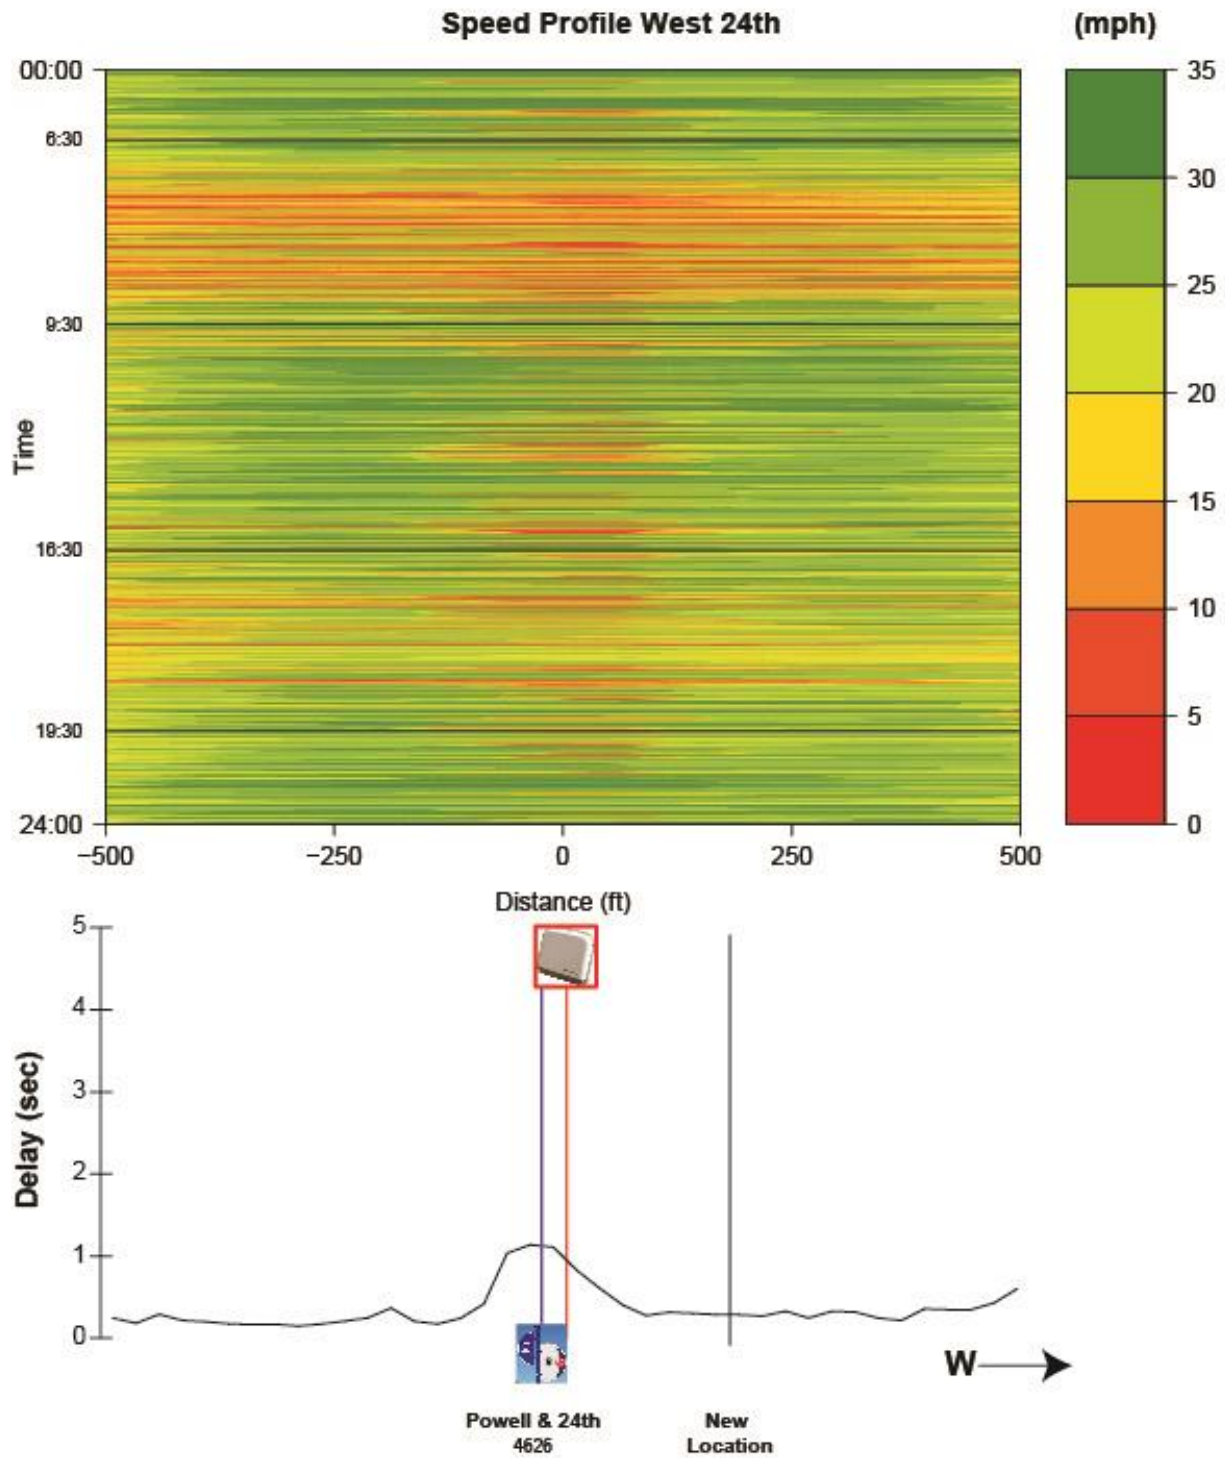 Speed Profile West 24th
(mph)
00:00
6:30
9:30
16:30
19:30
24:00
Time
35
30
25
20
15
10
5
0
−500
−250
0
250
500
Distance (ft)
5
4
3
2
1
0
Delay (sec)
W
Powell & 24th
4626
New
Location